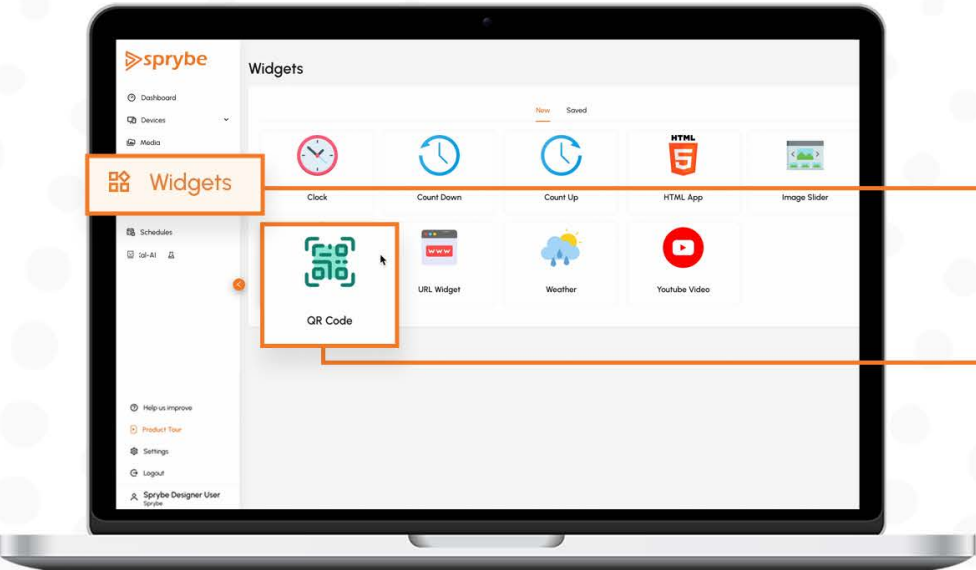 sprybe
Widgets
Dashboard
Devices
Media
Widgets
Schedules
ial-AI
Help us improve
Product Tour
Settings
Logout
Sprybe Designer User
Sprybe
New Saved
Clock
Count Down
Count Up
HTML
5
HTML App
Image Slider
QR Code
www
URL Widget
Weather
Youtube Video